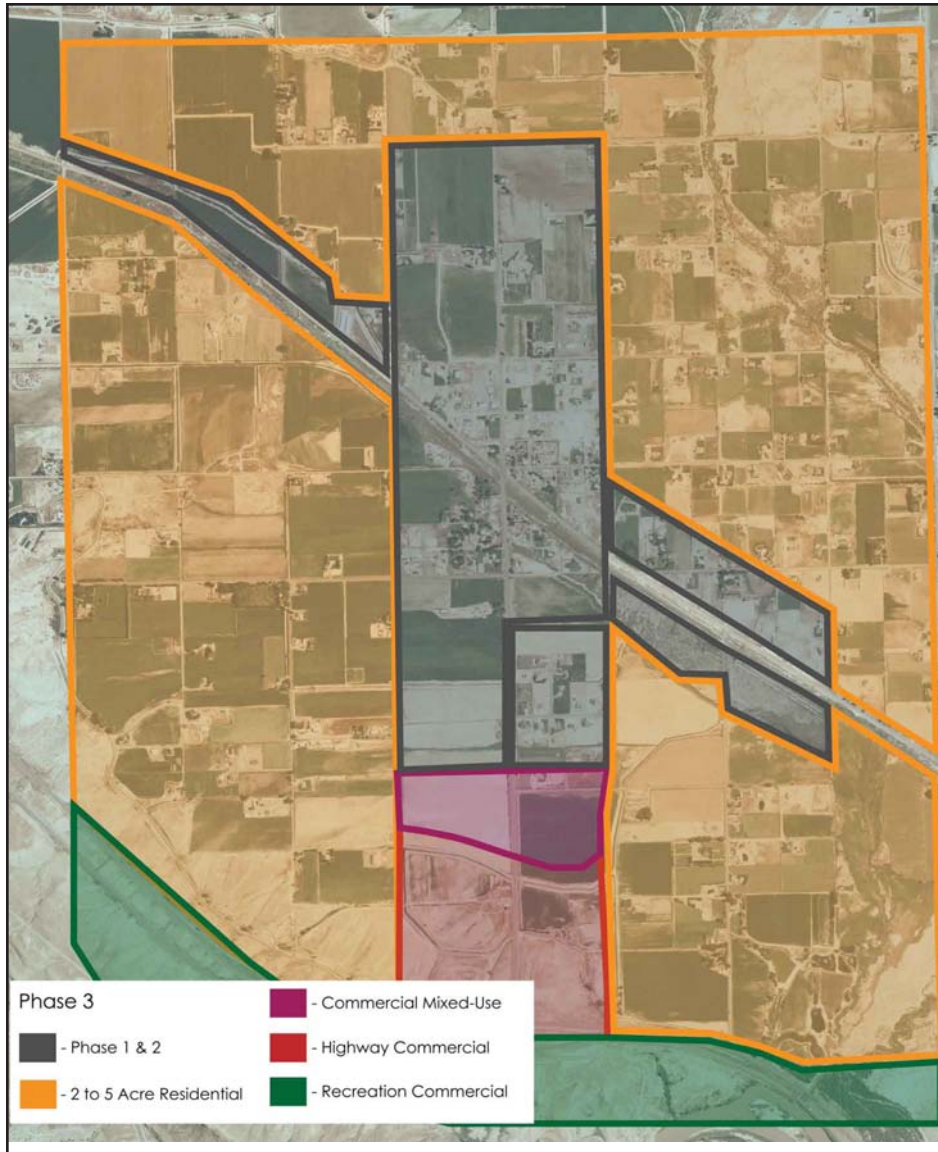 Phase 3
- Phase 1 & 2
- 2 to 5 Acre Residential
- Commercial Mixed-Use
- Highway Commercial
- Recreation Commercial